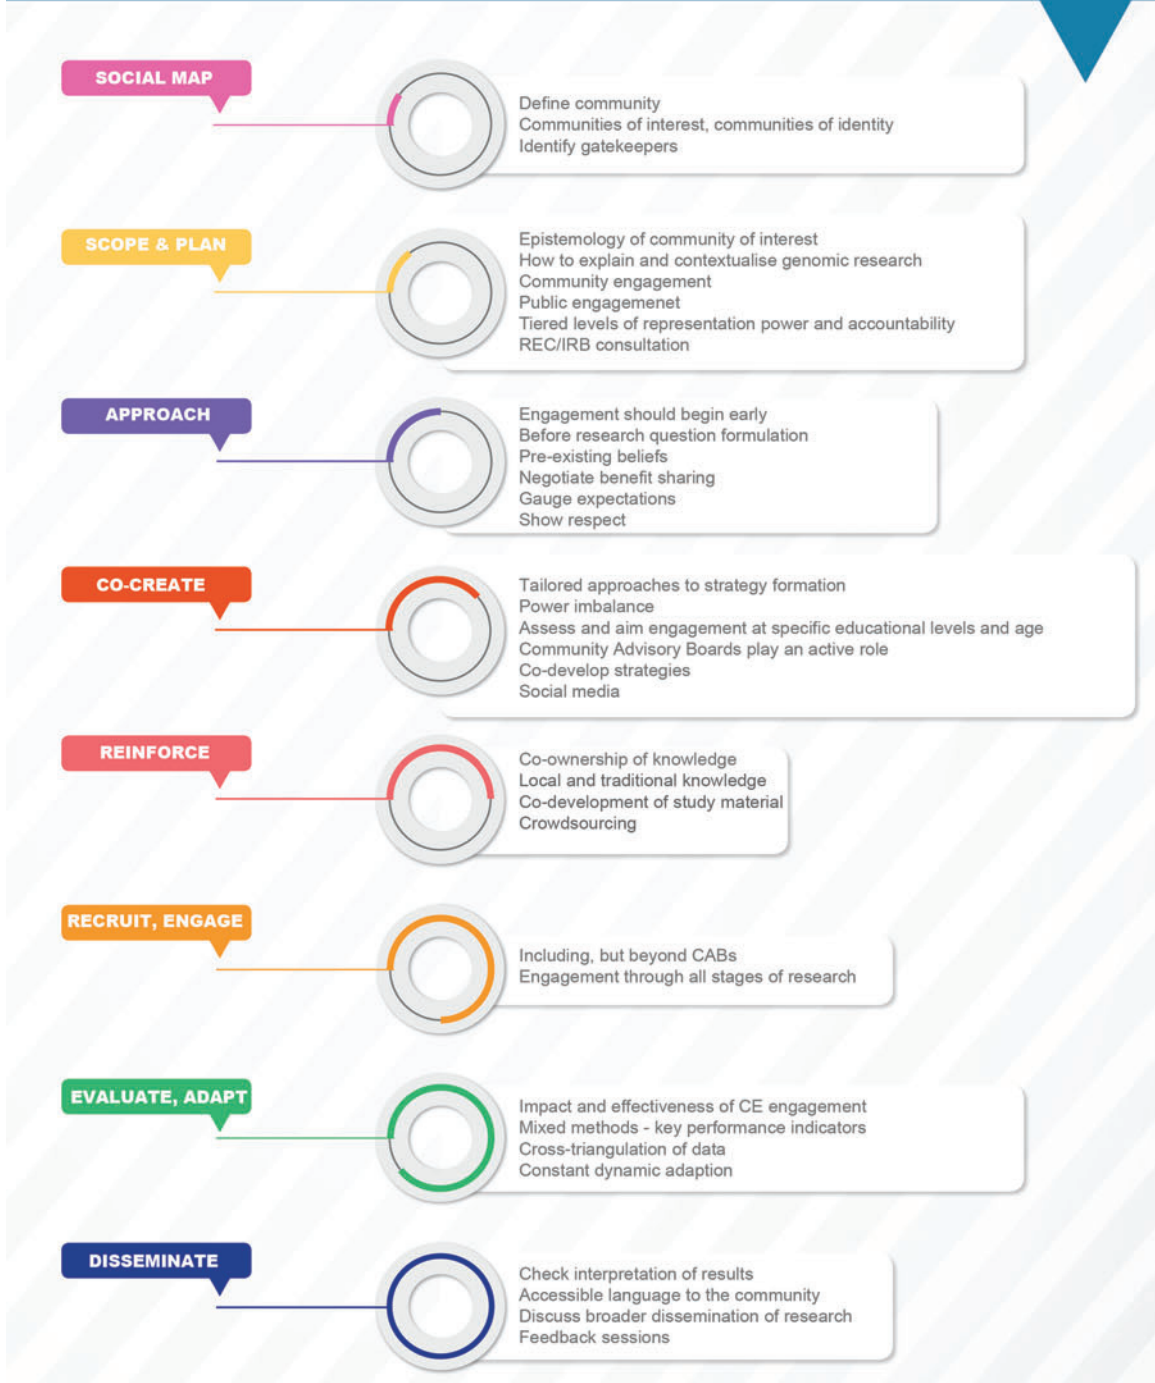 SOCIAL MAP
Define community
Communities of interest, communities of identity
Identify gatekeepers
SCOPE & PLAN
Epistemology of community of interest
How to explain and contextualise genomic research
Community engagement
Public engagemenet
Tiered levels of representation power and accountability
REC/IRB consultation
APPROACH
Engagement should begin early
Before research question formulation
Pre-existing beliefs
Negotiate benefit sharing
Gauge expectations
Show respect
CO-CREATE
Tailored approaches to strategy formation
Power imbalance
Assess and aim engagement at specific educational levels and age
Community Advisory Boards play an active role
Co-develop strategies
Social media
REINFORCE
Co-ownership of knowledge
Local and traditional knowledge
Co-development of study material
Crowdsourcing
RECRUIT, ENGAGE
Including, but beyond CABs
Engagement through all stages of research
EVALUATE, ADAPT
Impact and effectiveness of CE engagement
Mixed methods - key performance indicators
Cross-triangulation of data
Constant dynamic adaption
DISSEMINATE
Check interpretation of results
Accessible language to the community
Discuss broader dissemination of research
Feedback sessions